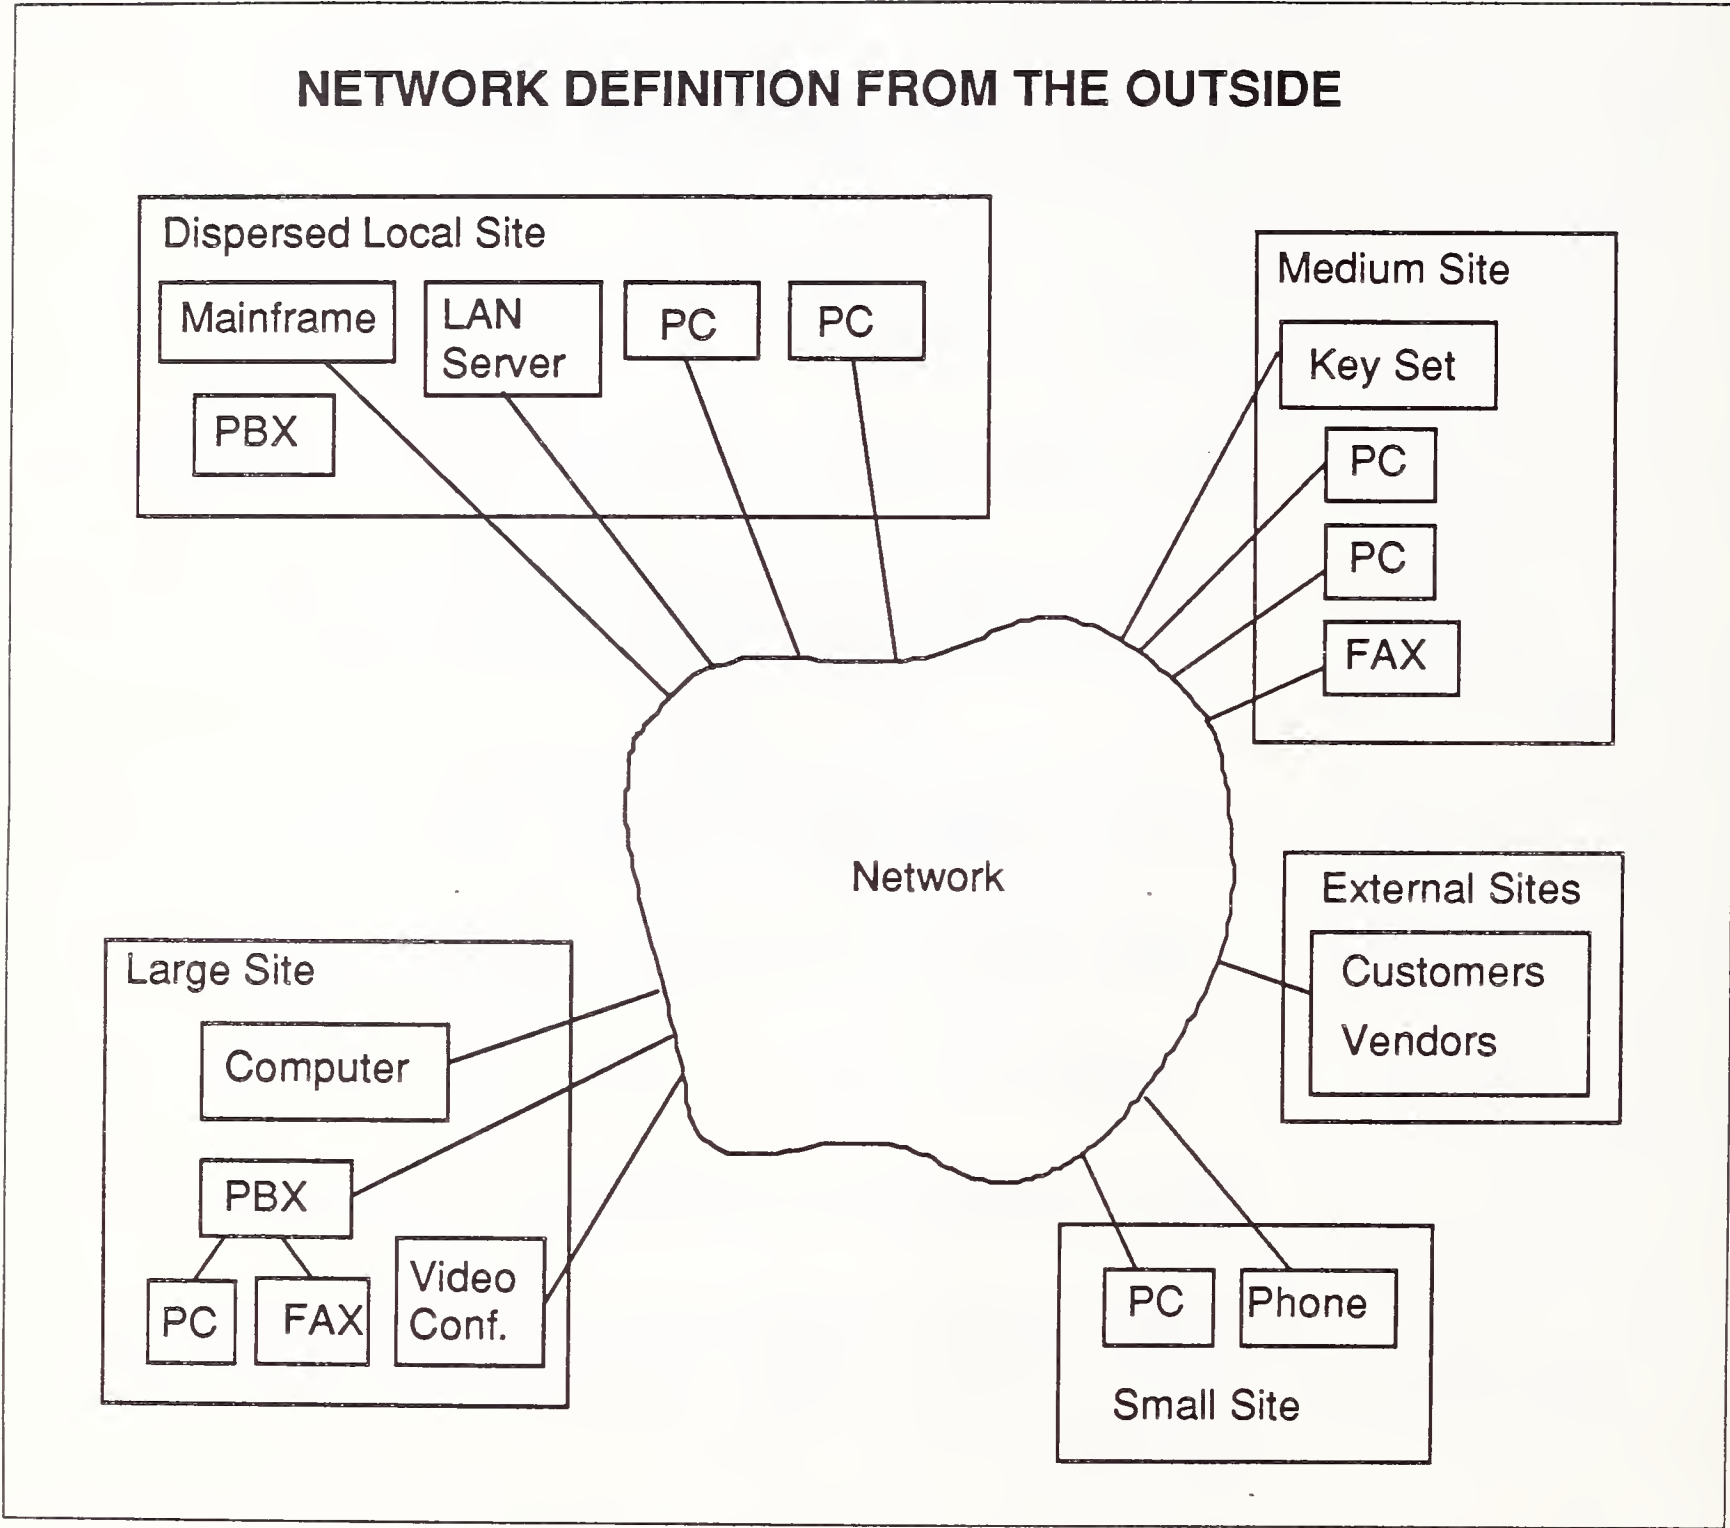 NETWORK DEFINITION FROM THE OUTSIDE
Dispersed Local Site
Mainframe
LAN
Server
PC
PC
PBX
Medium Site
Key Set
PC
PC
FAX
Network
External Sites
Customers
Vendors
Large Site
Computer
PBX
PC
FAX
Video
Conf.
PC
Phone
Small Site